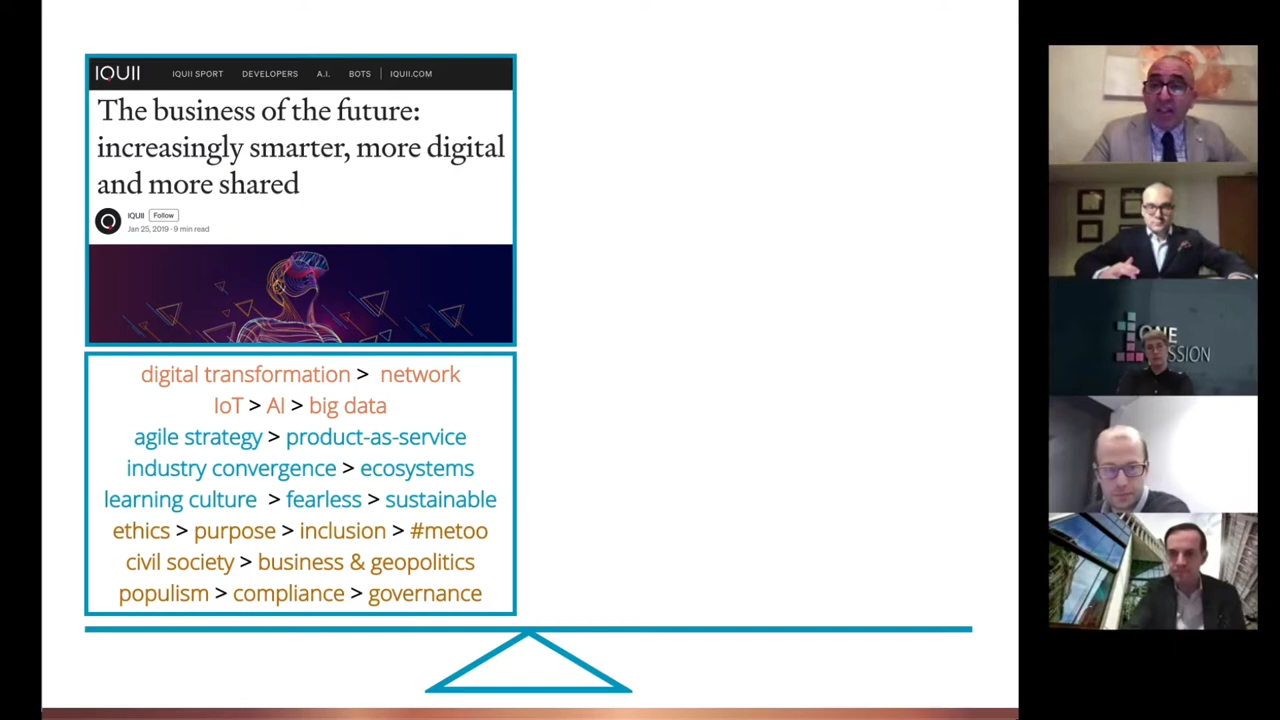 IQUII
IQUII SPORT DEVELOPERS A.I. BOTS | IQUII.COM
The business of the future:
increasingly smarter, more digital
and more shared
IQUII Follow
Jan 25, 2019 · 9 min read
digital transformation > network
IoT > AI > big data
agile strategy > product-as-service
industry convergence > ecosystems
learning culture > fearless > sustainable
ethics > purpose > inclusion > #metoo
civil society > business & geopolitics
populism > compliance > governance
ONE